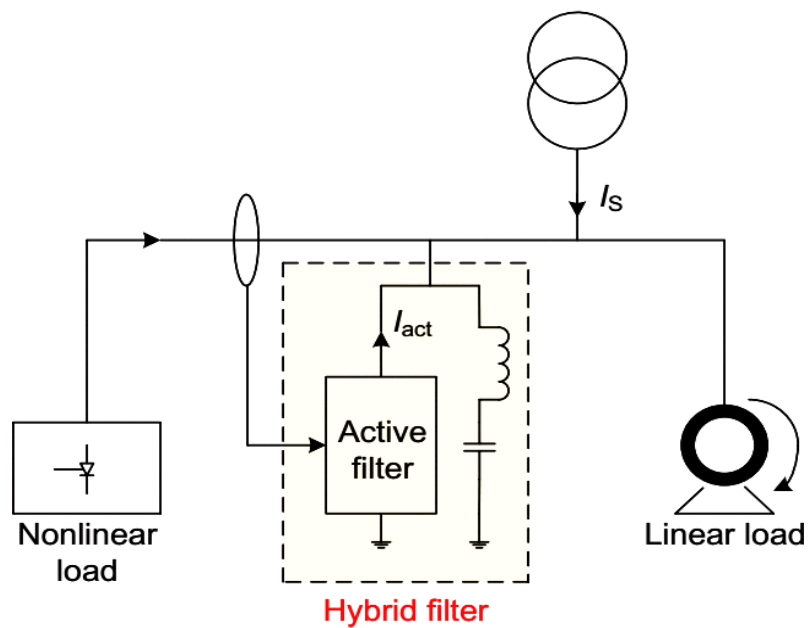 I_S
I_act
Active
filter
Nonlinear
load
Linear load
Hybrid filter